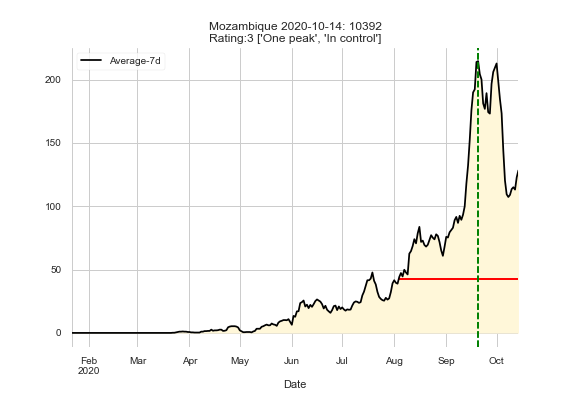 Mozambique 2020-10-14: 10392
Rating:3 ['One peak', 'In control']
Average-7d
200
150
100
50
0
Feb Mar Apr May Jun Jul Aug Sep Oct
2020
Date